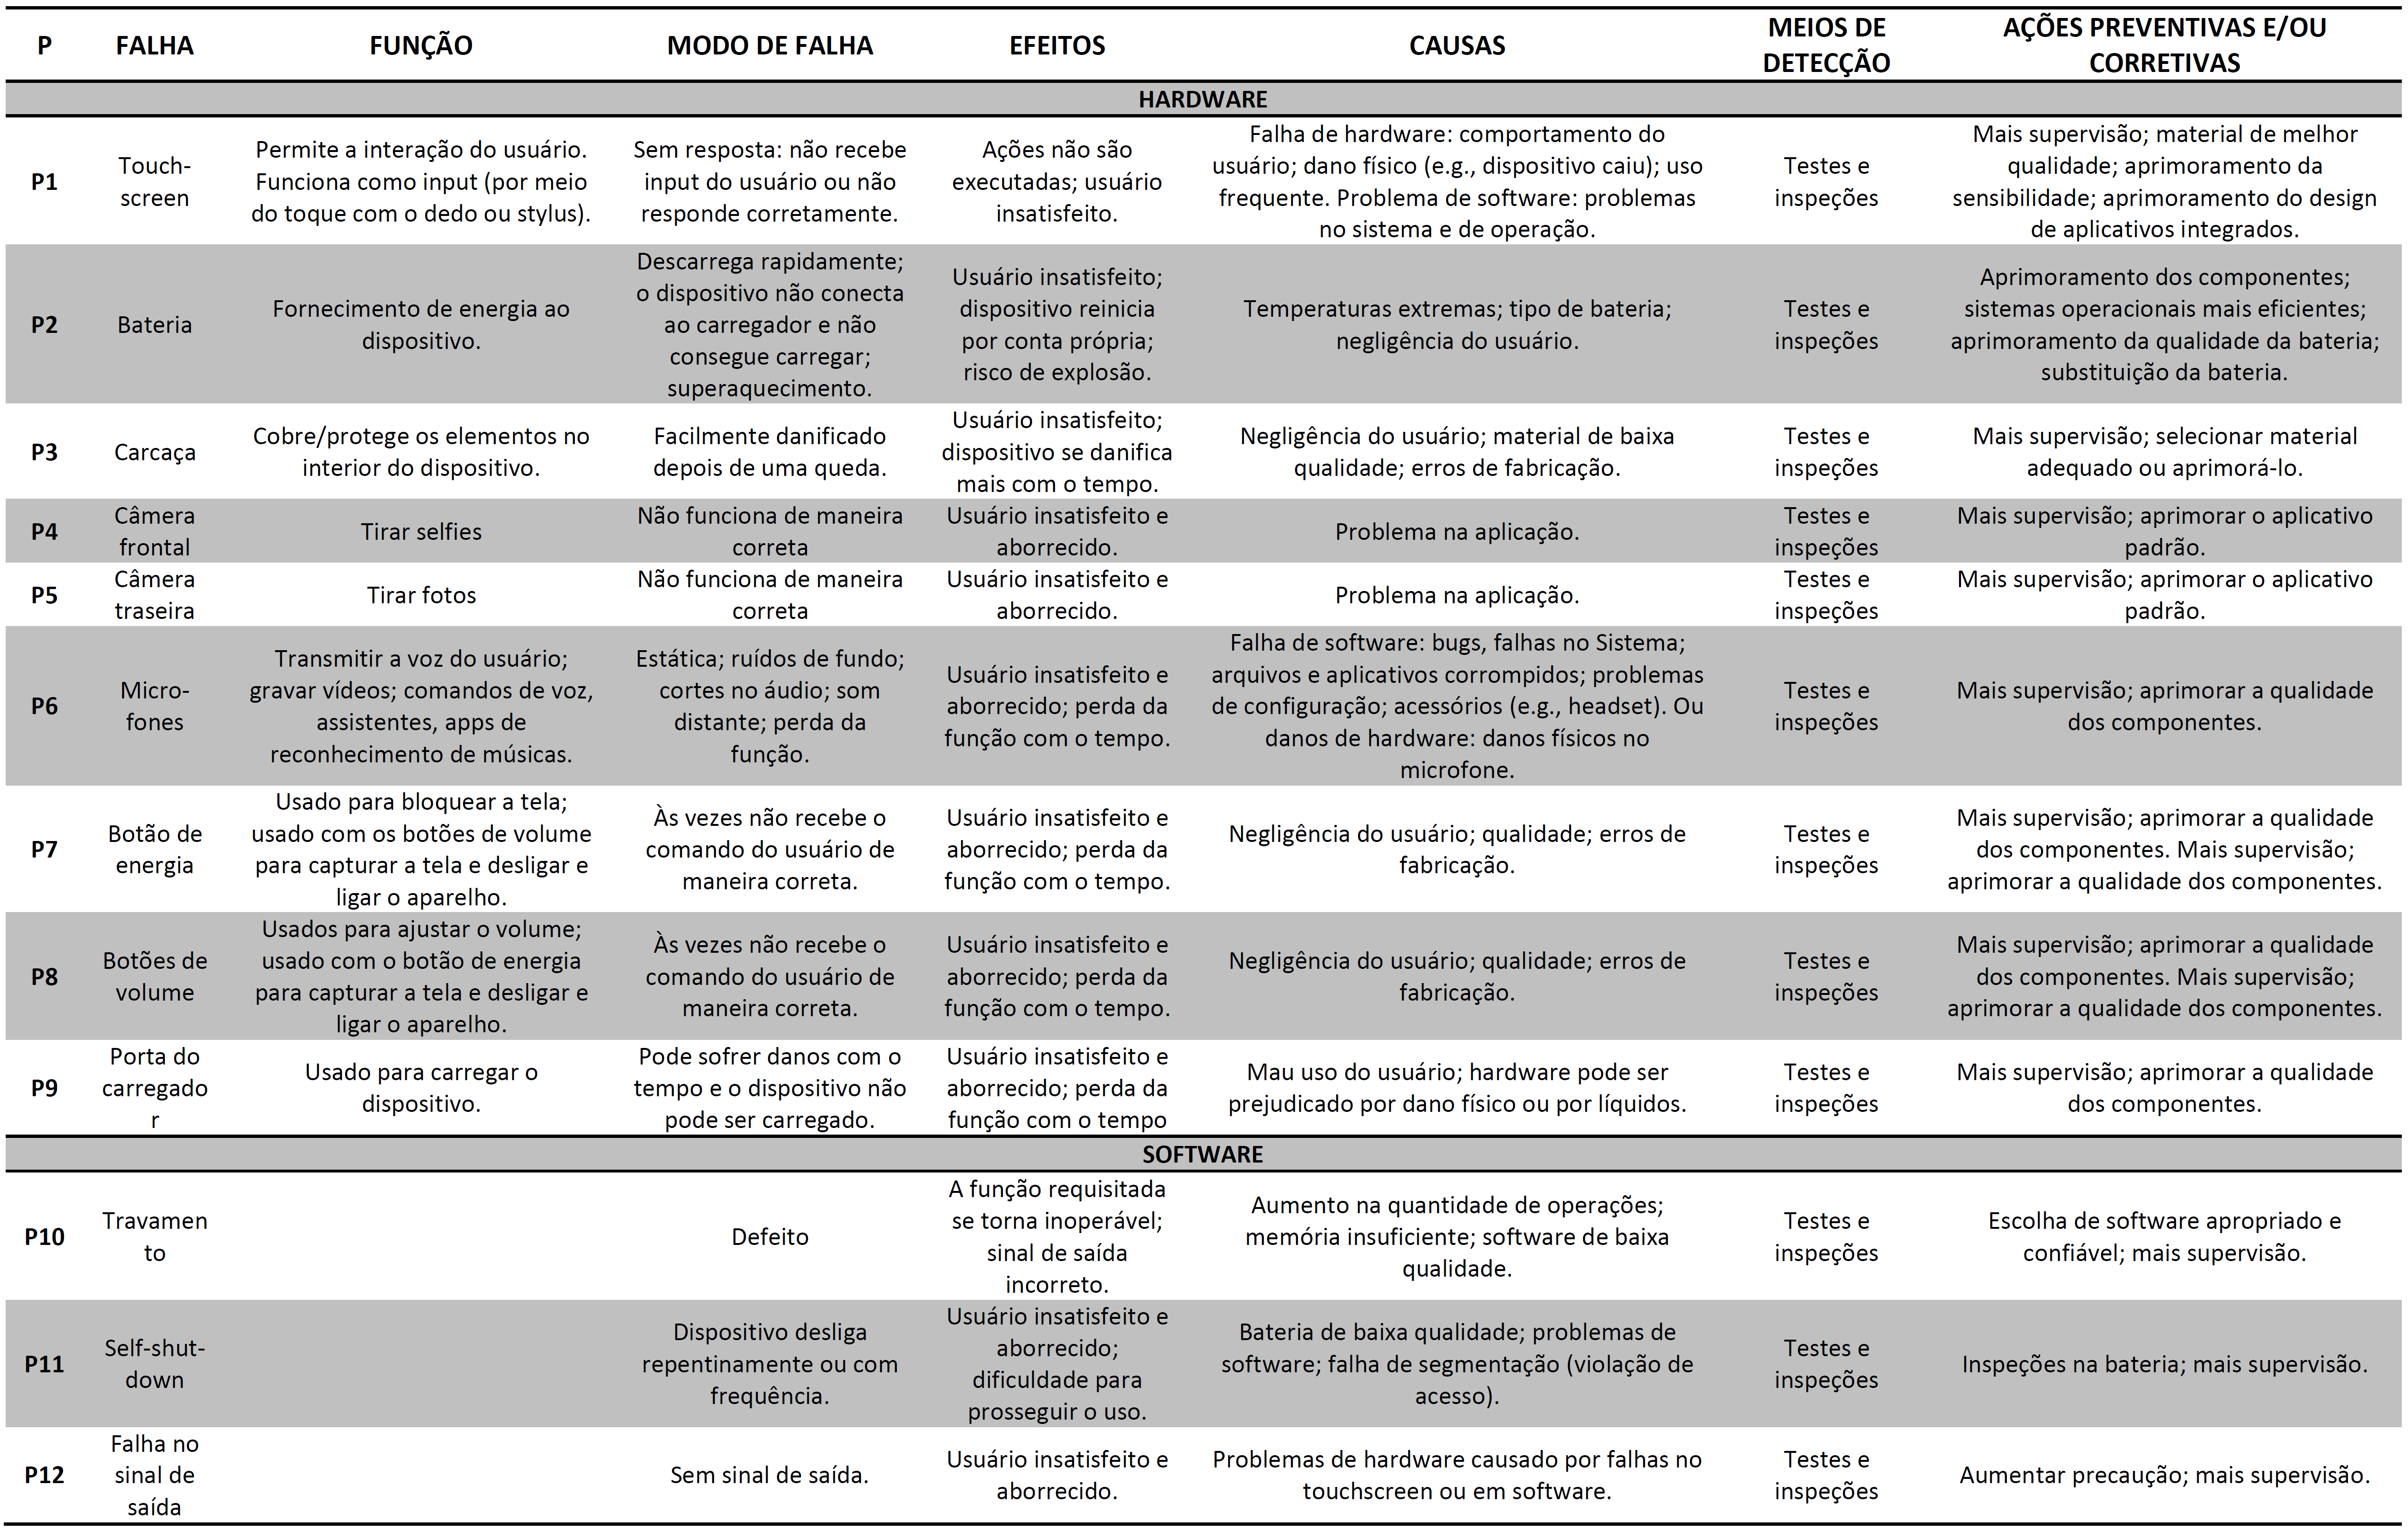 P FALHA FUNÇÃO MODO DE FALHA EFEITOS CAUSAS MEIOS DE DETECÇÃO AÇÕES PREVENTIVAS E/OU CORRETIVAS
HARDWARE
P1
Touch-
screen
Permite a interação do usuário.
Funciona como input (por meio
do toque com o dedo ou stylus).
Sem resposta: não recebe
input do usuário ou não
responde corretamente.
Ações não são
executadas; usuário
insatisfeito.
Falha de hardware: comportamento do
usuário; dano físico (e.g., dispositivo caiu); uso
frequente. Problema de software: problemas
no sistema e de operação.
Testes e
inspeções
Mais supervisão; material de melhor
qualidade; aprimoramento da
sensibilidade; aprimoramento do design
de aplicativos integrados.
P2
Bateria
Fornecimento de energia ao
dispositivo.
Descarrega rapidamente;
o dispositivo não conecta
ao carregador e não
consegue carregar;
superaquecimento.
Usuário insatisfeito;
dispositivo reinicia
por conta própria;
risco de explosão.
Temperaturas extremas; tipo de bateria;
negligência do usuário.
Testes e
inspeções
Aprimoramento dos componentes;
sistemas operacionais mais eficientes;
aprimoramento da qualidade da bateria;
substituição da bateria.
P3
Carcaça
Cobre/protege os elementos no
interior do dispositivo.
Facilmente danificado
depois de uma queda.
Usuário insatisfeito;
dispositivo se danifica
mais com o tempo.
Negligência do usuário; material de baixa
qualidade; erros de fabricação.
Testes e
inspeções
Mais supervisão; selecionar material
adequado ou aprimorá-lo.
P4
Câmera
frontal
Tirar selfies
Não funciona de maneira
correta
Usuário insatisfeito e
aborrecido.
Problema na aplicação.
Testes e
inspeções
Mais supervisão; aprimorar o aplicativo
padrão.
P5
Câmera
traseira
Tirar fotos
Não funciona de maneira
correta
Usuário insatisfeito e
aborrecido.
Problema na aplicação.
Testes e
inspeções
Mais supervisão; aprimorar o aplicativo
padrão.
P6
Micro-
fones
Transmitir a voz do usuário;
gravar vídeos; comandos de voz,
assistentes, apps de
reconhecimento de músicas.
Estática; ruídos de fundo;
cortes no áudio; som
distante; perda da
função.
Usuário insatisfeito e
aborrecido; perda da
função com o tempo.
Falha de software: bugs, falhas no Sistema;
arquivos e aplicativos corrompidos; problemas
de configuração; acessórios (e.g., headset). Ou
danos de hardware: danos físicos no
microfone.
Testes e
inspeções
Mais supervisão; aprimorar a qualidade
dos componentes.
P7
Botão de
energia
Usado para bloquear a tela;
usado com os botões de volume
para capturar a tela e desligar e
ligar o aparelho.
Às vezes não recebe o
comando do usuário de
maneira correta.
Usuário insatisfeito e
aborrecido; perda da
função com o tempo.
Negligência do usuário; qualidade; erros de
fabricação.
Testes e
inspeções
Mais supervisão; aprimorar a qualidade
dos componentes. Mais supervisão;
aprimorar a qualidade dos componentes.
P8
Botões de
volume
Usados para ajustar o volume;
usado com o botão de energia
para capturar a tela e desligar e
ligar o aparelho.
Às vezes não recebe o
comando do usuário de
maneira correta.
Usuário insatisfeito e
aborrecido; perda da
função com o tempo.
Negligência do usuário; qualidade; erros de
fabricação.
Testes e
inspeções
Mais supervisão; aprimorar a qualidade
dos componentes. Mais supervisão;
aprimorar a qualidade dos componentes.
P9
Porta do
carregado
r
Usado para carregar o
dispositivo.
Pode sofrer danos com o
tempo e o dispositivo não
pode ser carregado.
Usuário insatisfeito e
aborrecido; perda da
função com o tempo
Mau uso do usuário; hardware pode ser
prejudicado por dano físico ou por líquidos.
Testes e
inspeções
Mais supervisão; aprimorar a qualidade
dos componentes.
SOFTWARE
P10
Travamen
to
Defeito
A função requisitada
se torna inoperável;
sinal de saída
incorreto.
Aumento na quantidade de operações;
memória insuficiente; software de baixa
qualidade.
Testes e
inspeções
Escolha de software apropriado e
confiável; mais supervisão.
P11
Self-shut-
down
Dispositivo desliga
repentinamente ou com
frequência.
Usuário insatisfeito e
aborrecido;
dificuldade para
prosseguir o uso.
Bateria de baixa qualidade; problemas de
software; falha de segmentação (violação de
acesso).
Testes e
inspeções
Inspeções na bateria; mais supervisão.
P12
Falha no
sinal de
saída
Sem sinal de saída.
Usuário insatisfeito e
aborrecido.
Problemas de hardware causado por falhas no
touchscreen ou em software.
Testes e
inspeções
Aumentar precaução; mais supervisão.